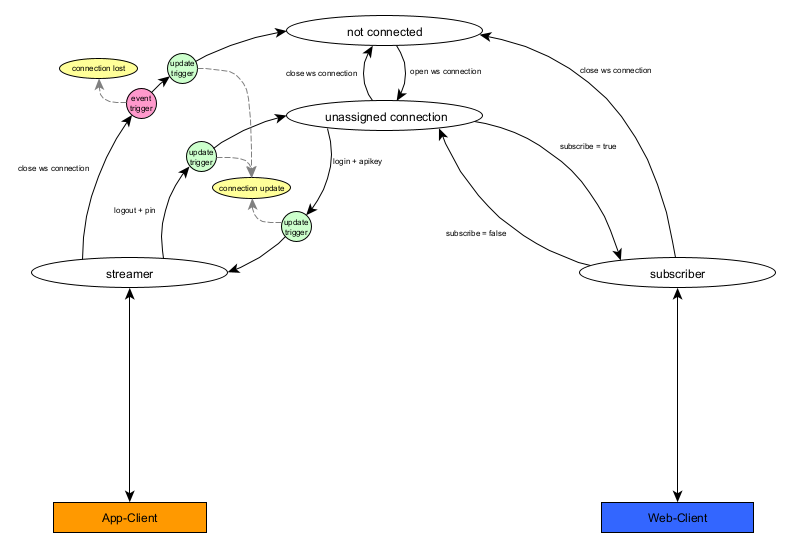 not connected
update
trigger
connection lost
close ws connection
open ws connection
close ws connection
event
trigger
unassigned connection
subscribe = true
update
trigger
login + apikey
close ws connection
connection update
logout + pin
update
trigger
subscribe = false
streamer
subscriber
App-Client
Web-Client